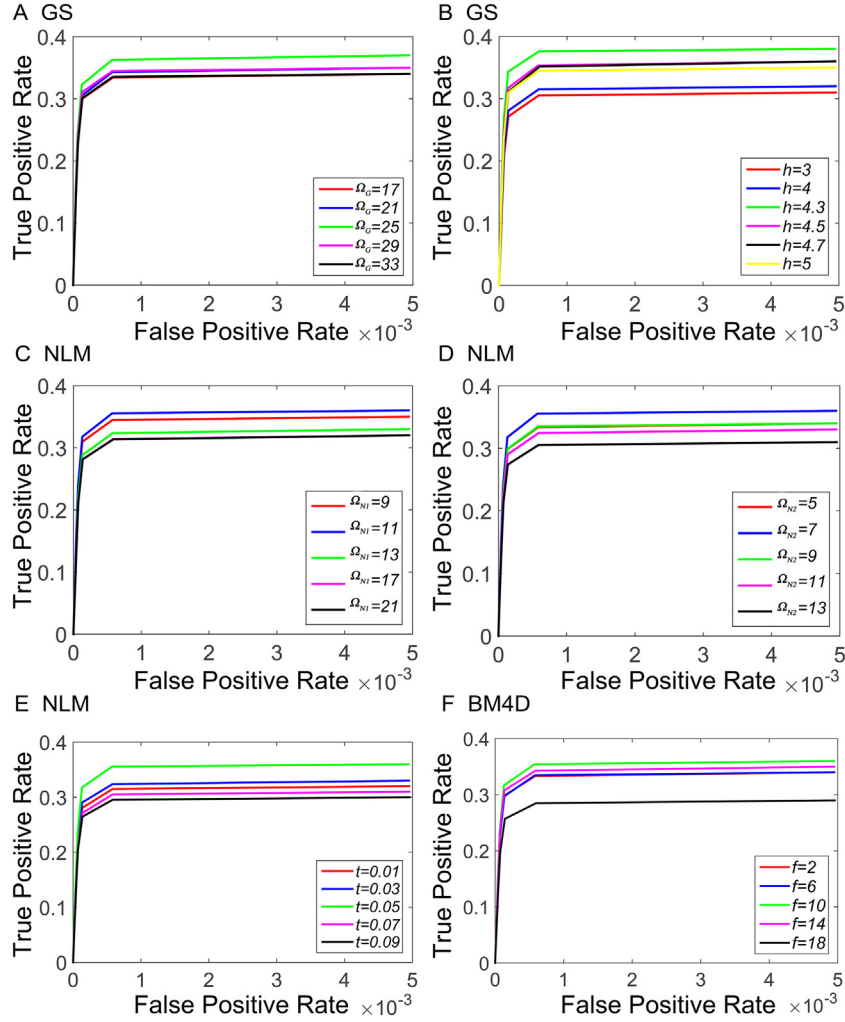 A GS
True Positive Rate
0.4
0.3
0.2
0.1
0
Ω_G=17
Ω_G=21
Ω_G=25
Ω_G=29
Ω_G=33
0 1 2 3 4 5
False Positive Rate ×10⁻³
B GS
True Positive Rate
0.4
0.3
0.2
0.1
0
h=3
h=4
h=4.3
h=4.5
h=4.7
h=5
0 1 2 3 4 5
False Positive Rate ×10⁻³
C NLM
True Positive Rate
0.4
0.3
0.2
0.1
0
Ω_N1=9
Ω_N1=11
Ω_N1=13
Ω_N1=17
Ω_N1=21
0 1 2 3 4 5
False Positive Rate ×10⁻³
D NLM
True Positive Rate
0.4
0.3
0.2
0.1
0
Ω_N2=5
Ω_N2=7
Ω_N2=9
Ω_N2=11
Ω_N2=13
0 1 2 3 4 5
False Positive Rate ×10⁻³
E NLM
True Positive Rate
0.4
0.3
0.2
0.1
0
t=0.01
t=0.03
t=0.05
t=0.07
t=0.09
0 1 2 3 4 5
False Positive Rate ×10⁻³
F BM4D
True Positive Rate
0.4
0.3
0.2
0.1
0
f=2
f=6
f=10
f=14
f=18
0 1 2 3 4 5
False Positive Rate ×10⁻³